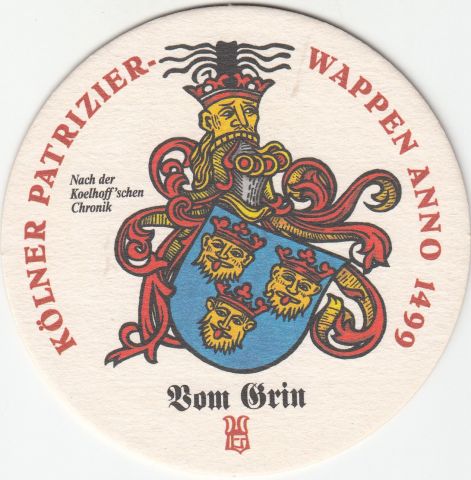 KÖLNER PATRIZIER-WAPPEN ANNO 1499
Nach der
Koelhoff'schen
Chronik
Vom Grin